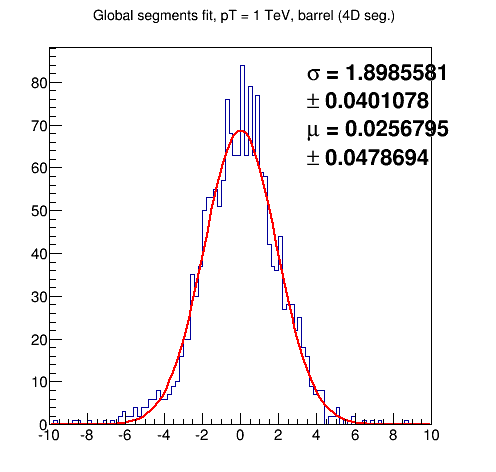 Global segments fit, pT = 1 TeV, barrel (4D seg.)
σ = 1.8985581
± 0.0401078
μ = 0.0256795
± 0.0478694
80
70
60
50
40
30
20
10
0
-10 -8 -6 -4 -2 0 2 4 6 8 10